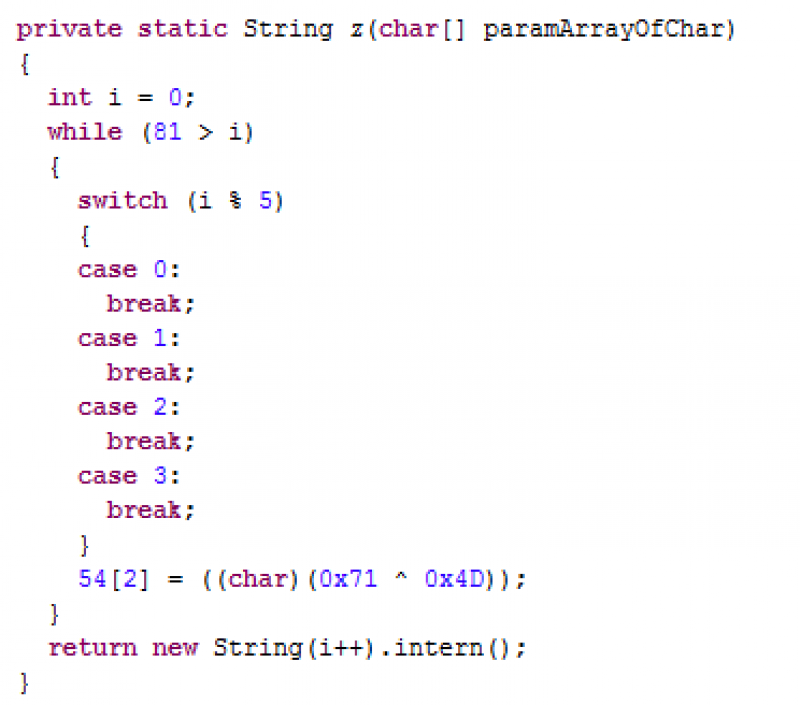 private static String z(char[] paramArrayOfChar)
{
int i = 0;
while (81 > i)
{
switch (i % 5)
{
case 0:
break;
case 1:
break;
case 2:
break;
case 3:
break;
}
54[2] = ((char)(0x71 ^ 0x4D));
}
return new String(i++).intern();
}